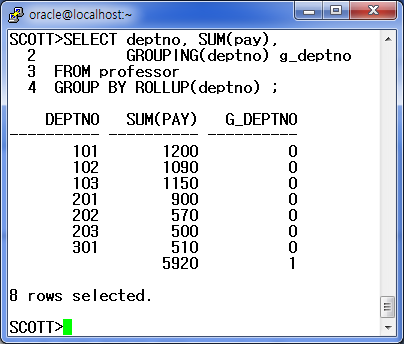 oracle@localhost:~
SCOTT>SELECT deptno, SUM(pay),
  2         GROUPING(deptno) g_deptno
  3  FROM professor
  4  GROUP BY ROLLUP(deptno) ;
    DEPTNO   SUM(PAY)   G_DEPTNO
---------- ---------- ----------
       101       1200          0
       102       1090          0
       103       1150          0
       201        900          0
       202        570          0
       203        500          0
       301        510          0
                 5920          1
8 rows selected.
SCOTT>